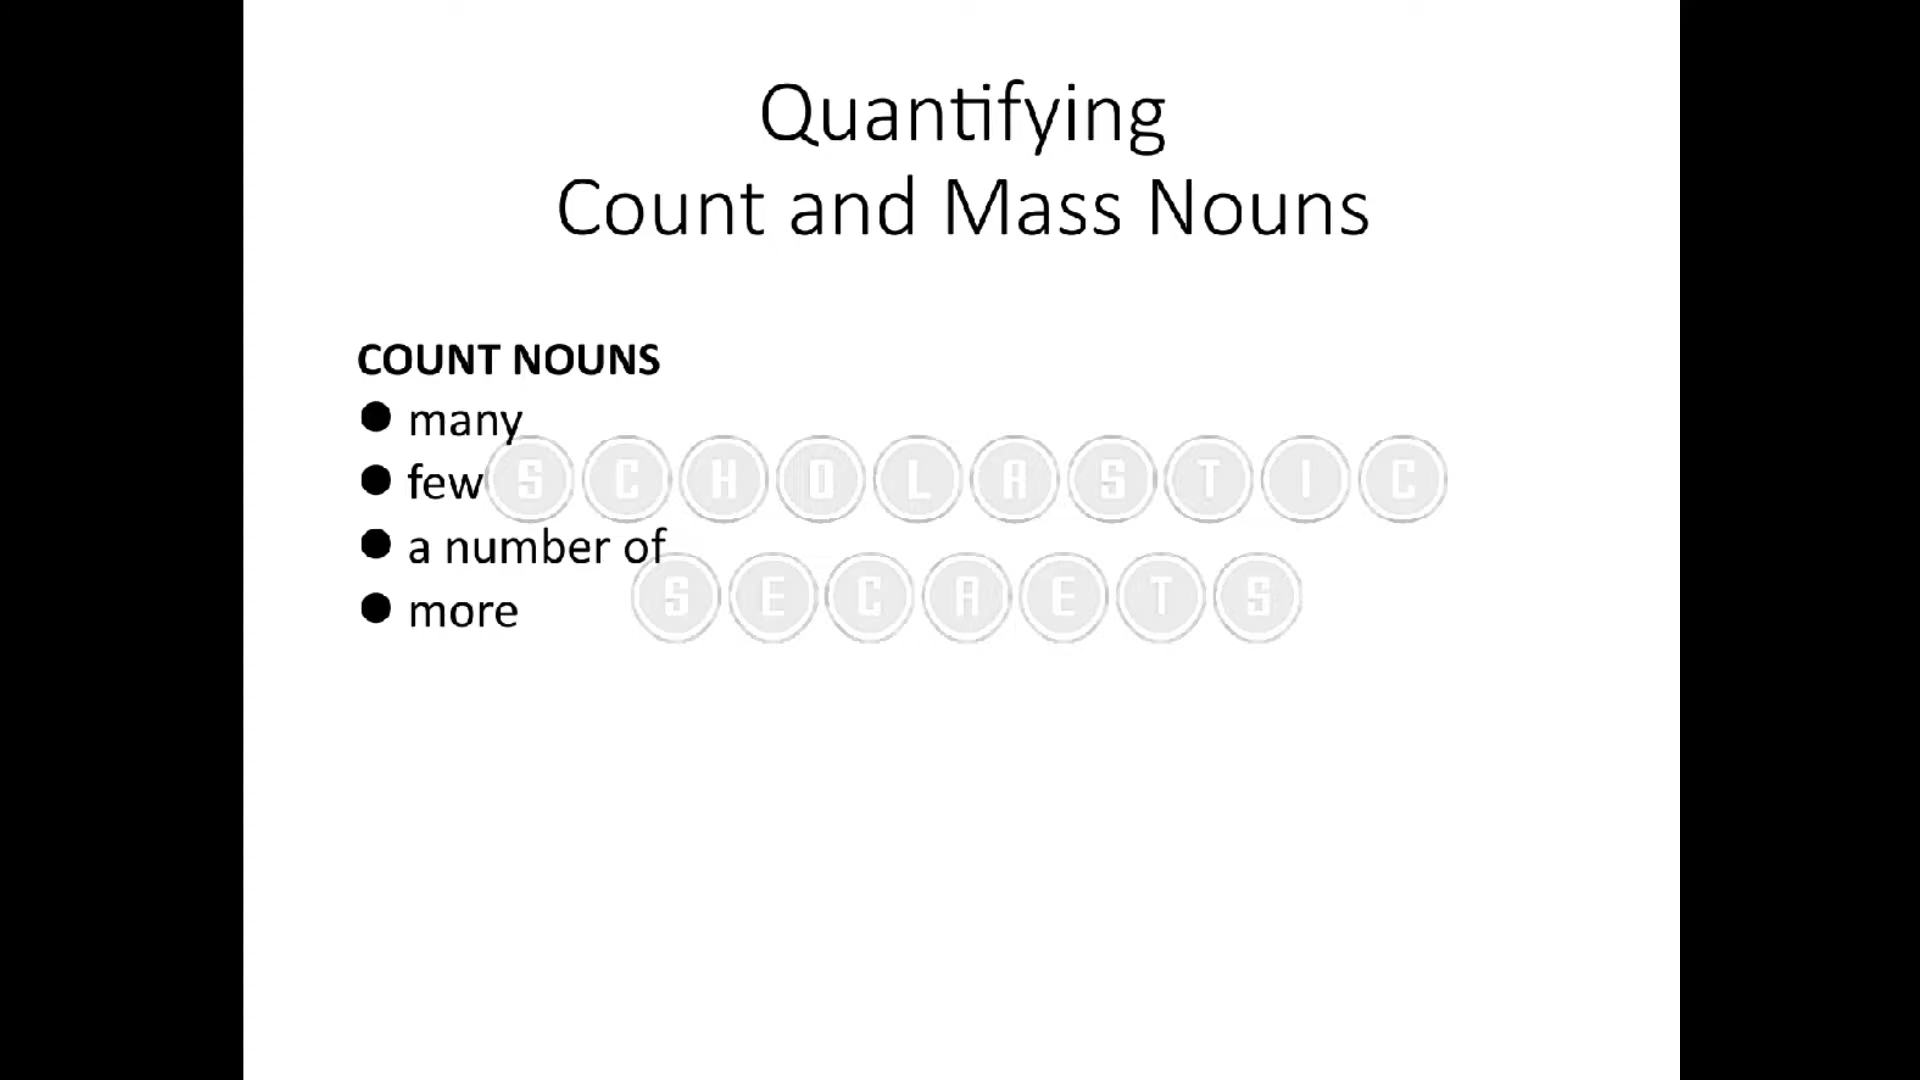 Quantifying
Count and Mass Nouns
COUNT NOUNS
● many
● few
● a number of
● more
SCHOLASTIC
SECRETS